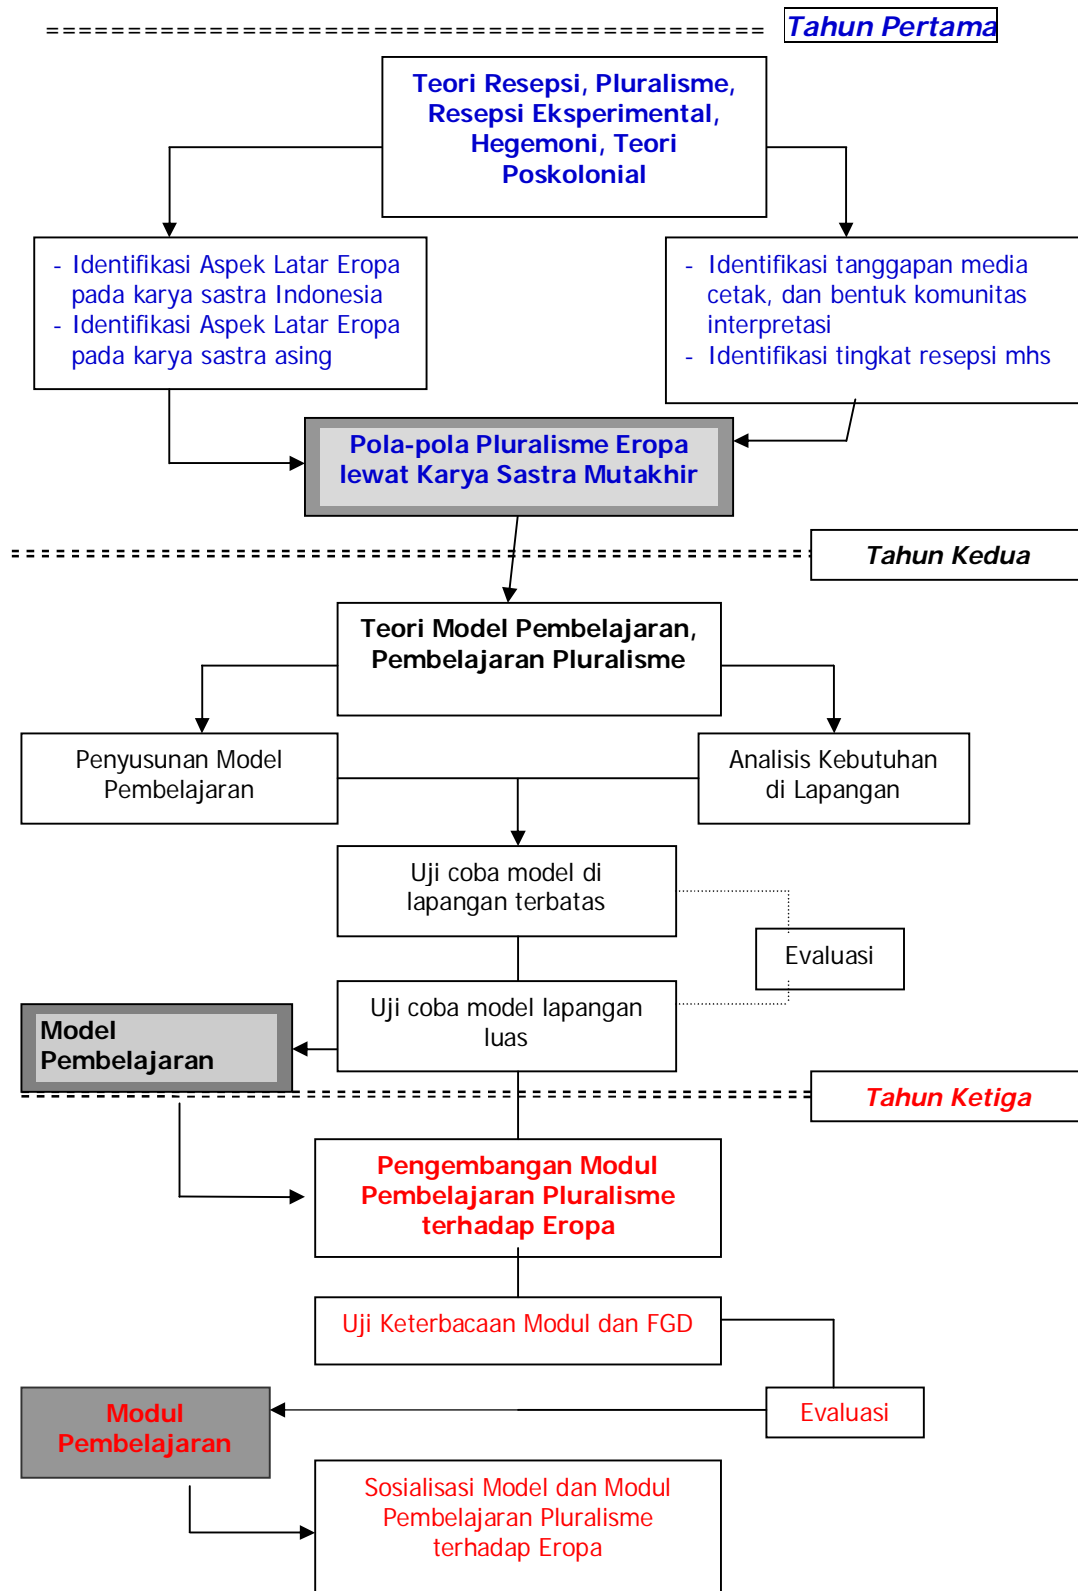 Tahun Pertama
Teori Resepsi, Pluralisme,
Resepsi Eksperimental,
Hegemoni, Teori
Poskolonial
- Identifikasi Aspek Latar Eropa
pada karya sastra Indonesia
- Identifikasi Aspek Latar Eropa
pada karya sastra asing
- Identifikasi tanggapan media
cetak, dan bentuk komunitas
interpretasi
- Identifikasi tingkat resepsi mhs
Pola-pola Pluralisme Eropa
lewat Karya Sastra Mutakhir
Tahun Kedua
Teori Model Pembelajaran,
Pembelajaran Pluralisme
Penyusunan Model
Pembelajaran
Analisis Kebutuhan
di Lapangan
Uji coba model di
lapangan terbatas
Evaluasi
Uji coba model lapangan
luas
Model
Pembelajaran
Tahun Ketiga
Pengembangan Modul
Pembelajaran Pluralisme
terhadap Eropa
Uji Keterbacaan Modul dan FGD
Evaluasi
Modul
Pembelajaran
Sosialisasi Model dan Modul
Pembelajaran Pluralisme
terhadap Eropa